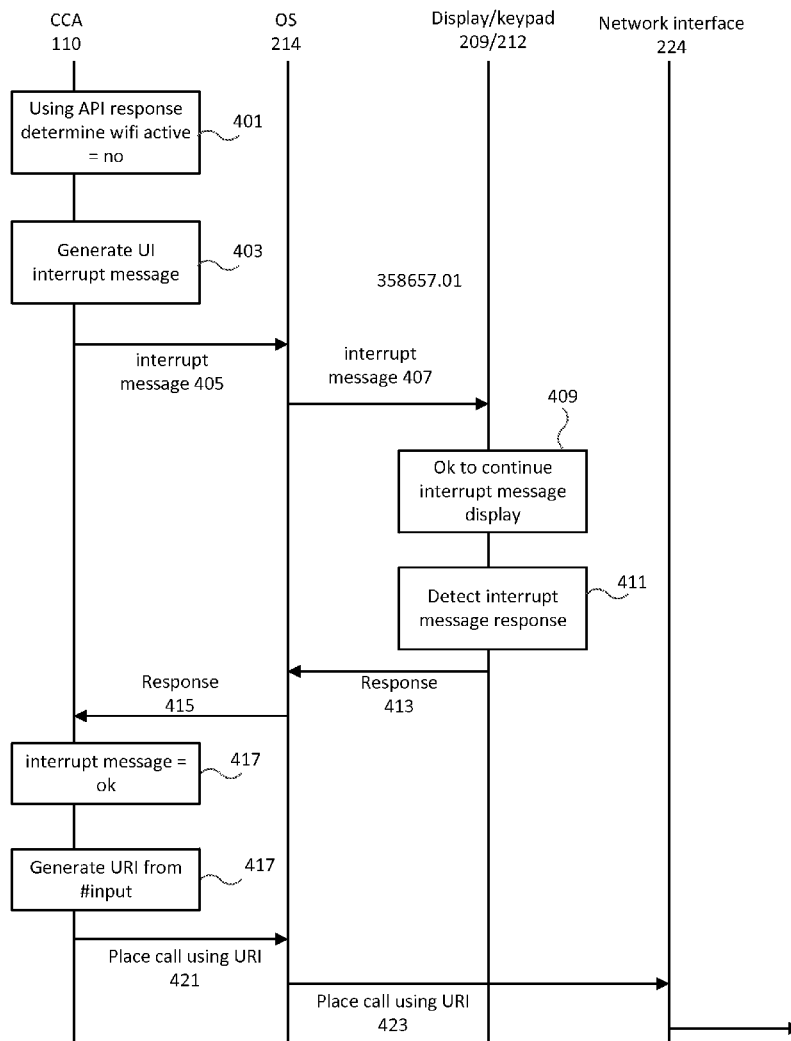 CCA
110
OS
214
Display/keypad
209/212
Network interface
224
Using API response
determine wifi active
= no
401
Generate UI
interrupt message
403
358657.01
interrupt
message 405
interrupt
message 407
409
Ok to continue
interrupt message
display
Detect interrupt
message response
411
Response
413
Response
415
interrupt message =
ok
417
Generate URI from
#input
417
Place call using URI
421
Place call using URI
423